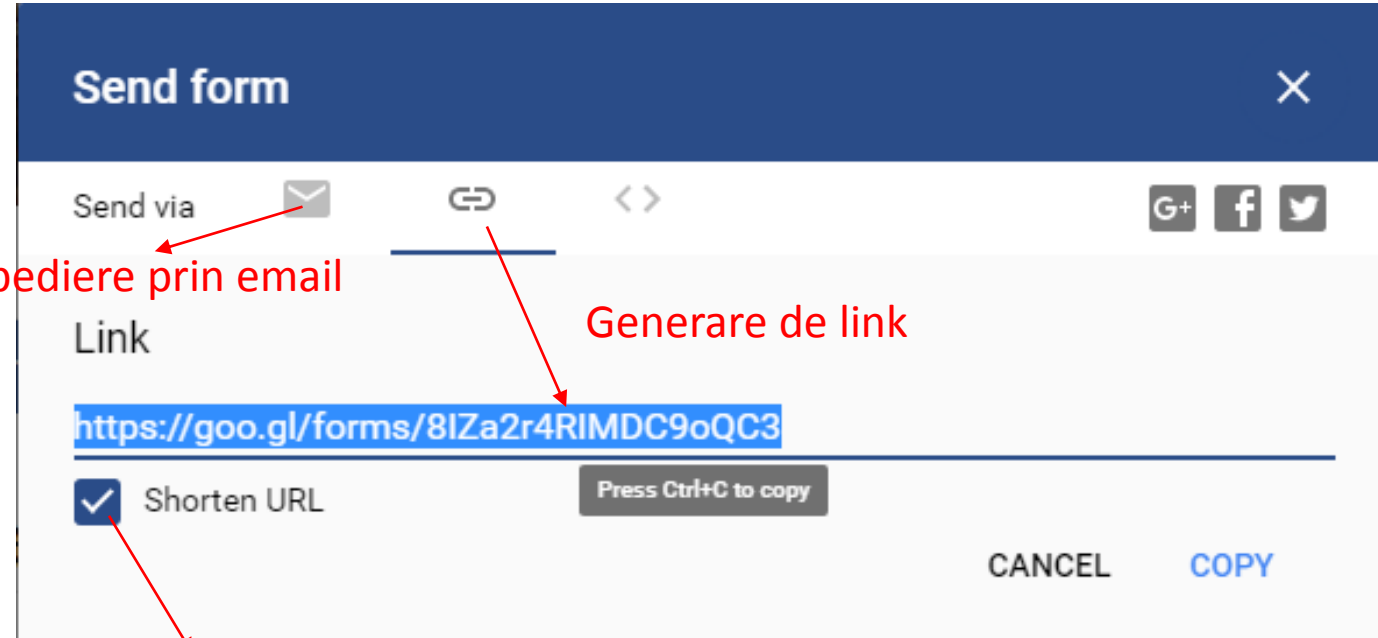 Send form
Send via
G+
pediere prin email
Generare de link
Link
https://goo.gl/forms/8IZa2r4RIMDC9oQC3
Press Ctrl+C to copy
Shorten URL
CANCEL COPY